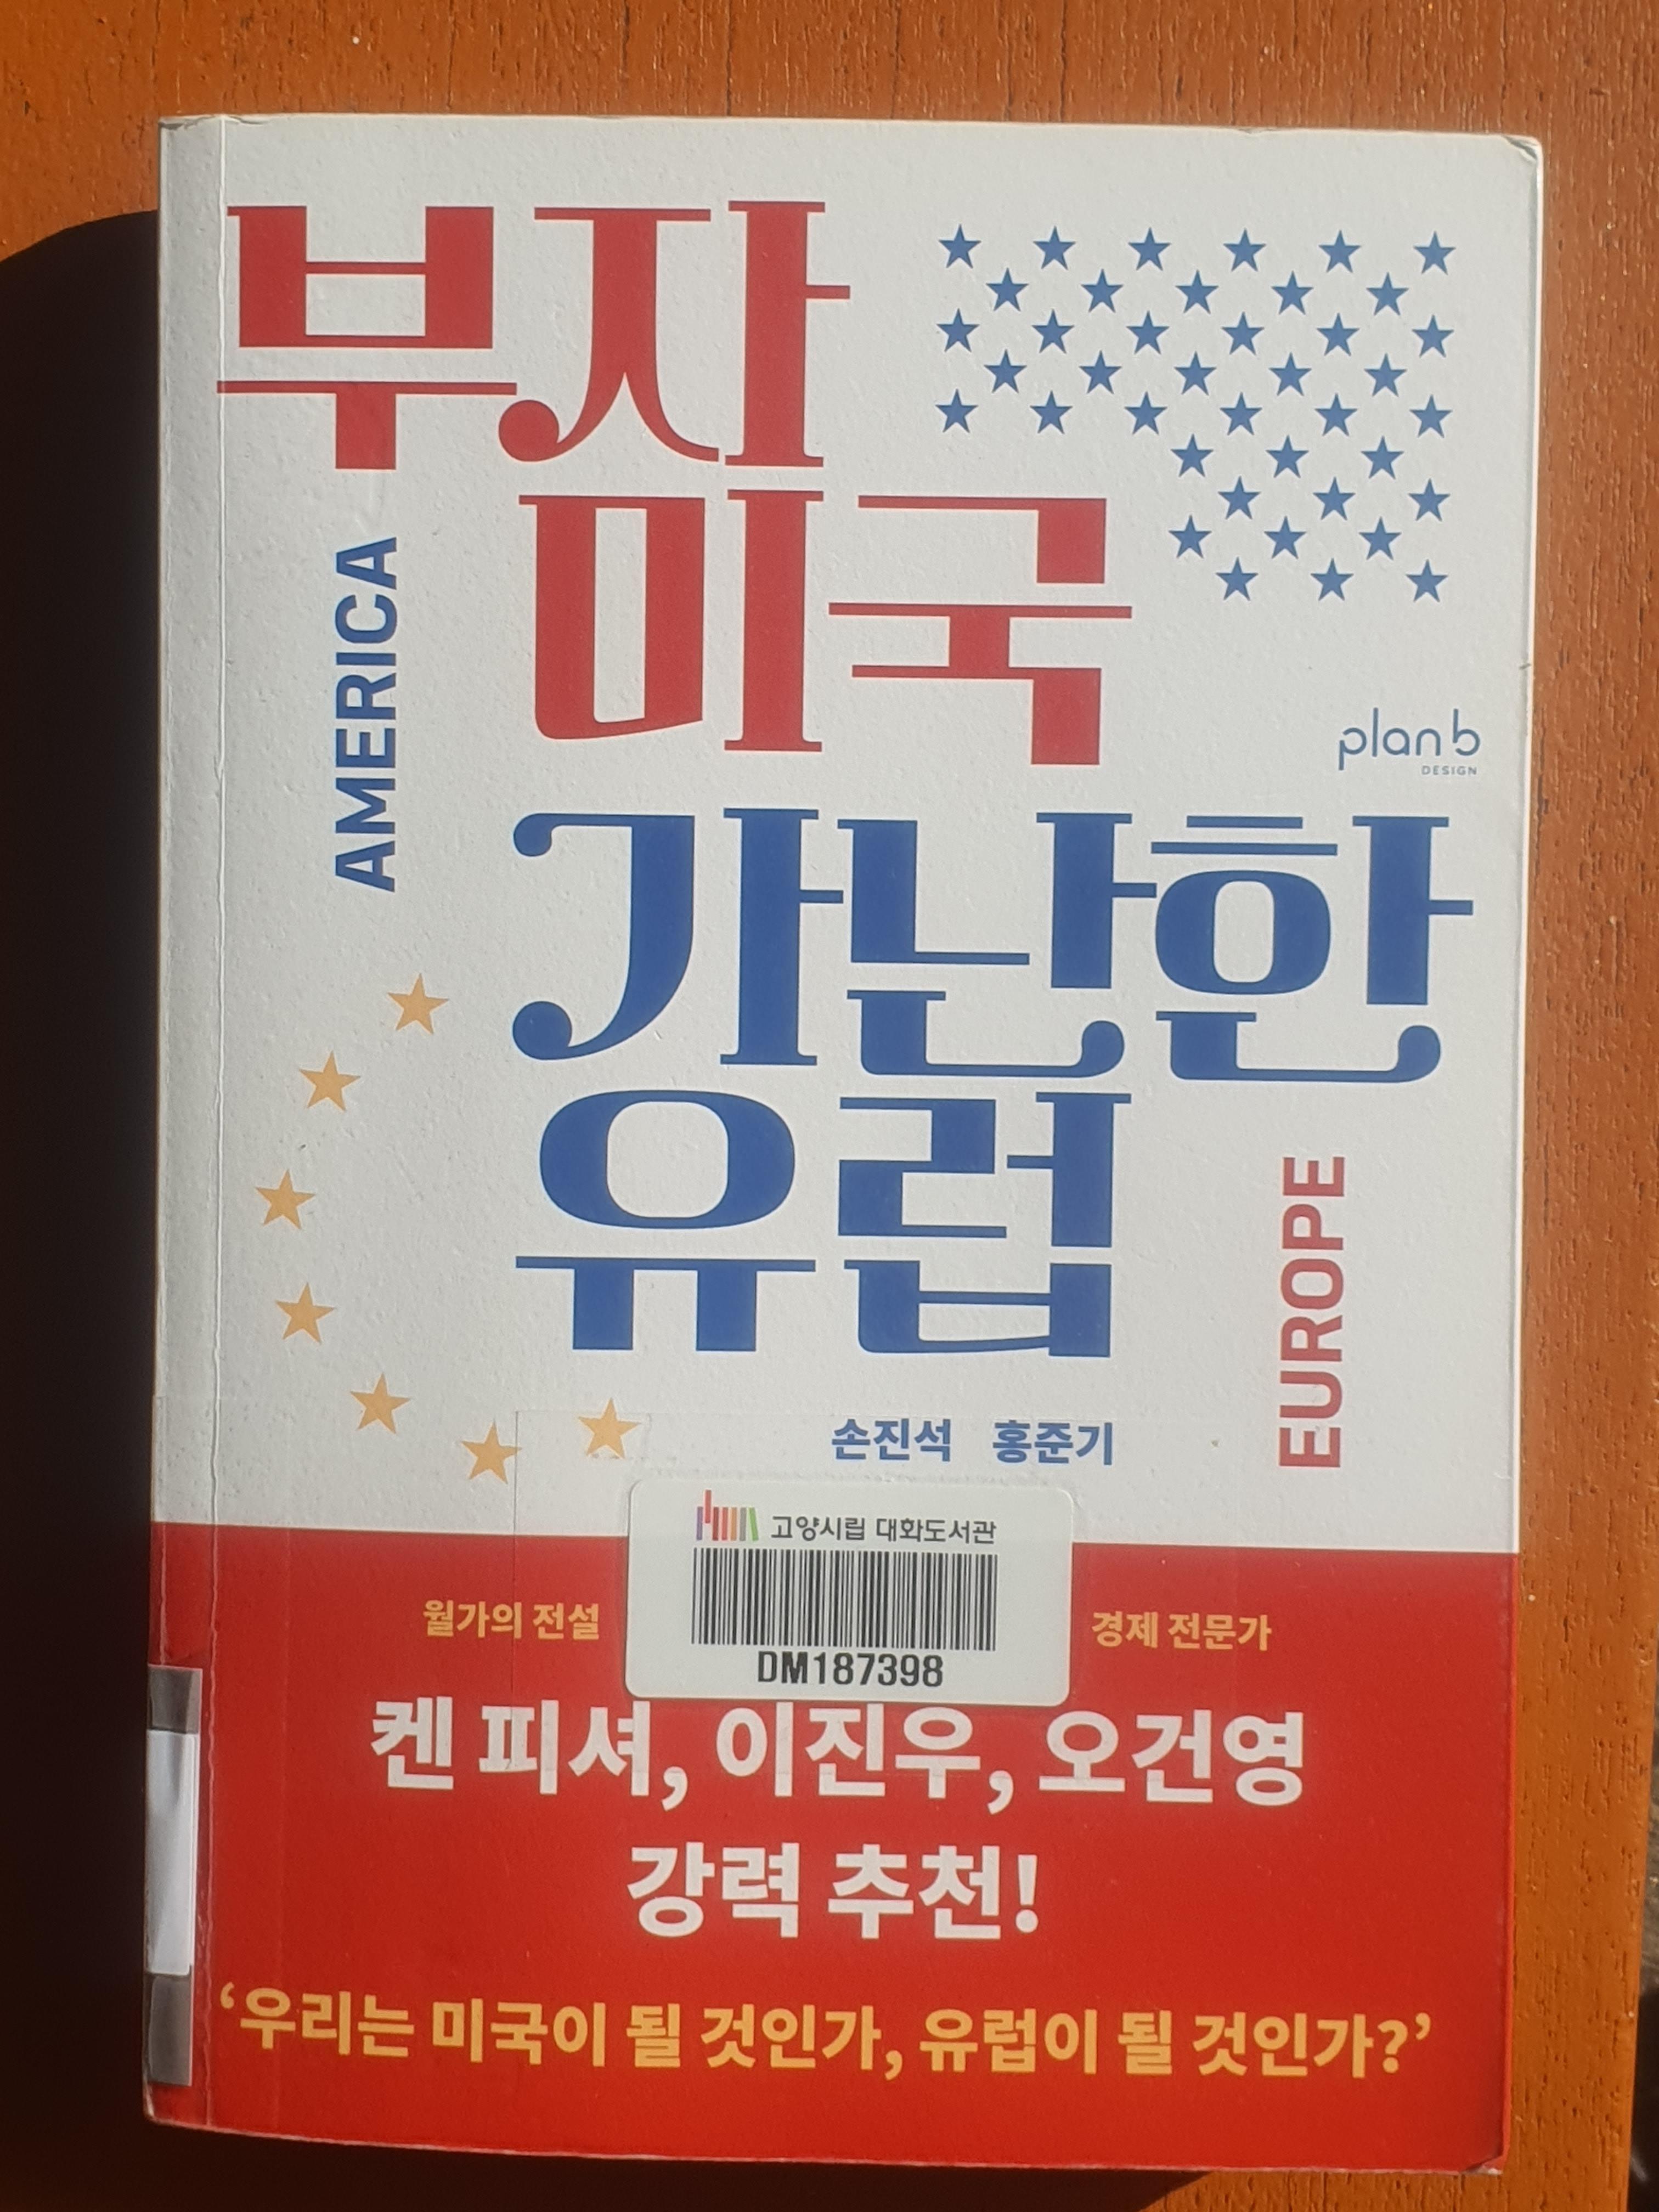 부자
미국
AMERICA
plan b
DESIGN
가난한
유럽
EUROPE
손진석 홍준기
고양시립 대화도서관
DM187398
월가의 전설
경제 전문가
켄 피셔, 이진우, 오건영
강력 추천!
‘우리는 미국이 될 것인가, 유럽이 될 것인가?’